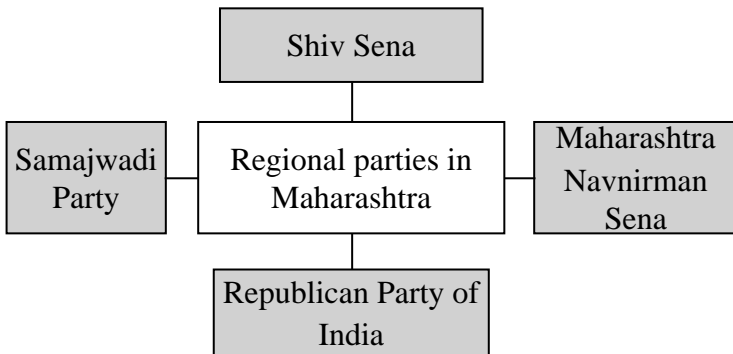 Shiv Sena
Samajwadi
Party
Regional parties in
Maharashtra
Maharashtra
Navnirman
Sena
Republican Party of
India